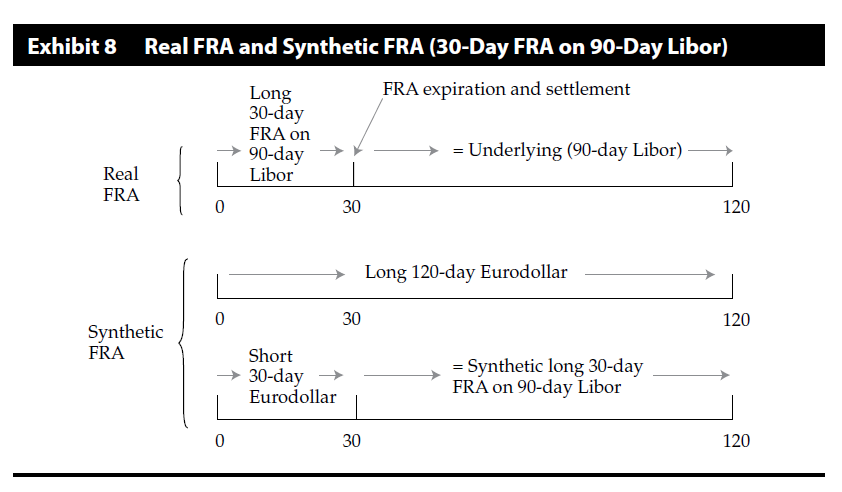 Exhibit 8 Real FRA and Synthetic FRA (30-Day FRA on 90-Day Libor)
Long
30-day
FRA on
90-day
Libor
FRA expiration and settlement
= Underlying (90-day Libor)
Real
FRA
0 30 120
Long 120-day Eurodollar
0 30 120
Synthetic
FRA
Short
30-day
Eurodollar
= Synthetic long 30-day
FRA on 90-day Libor
0 30 120